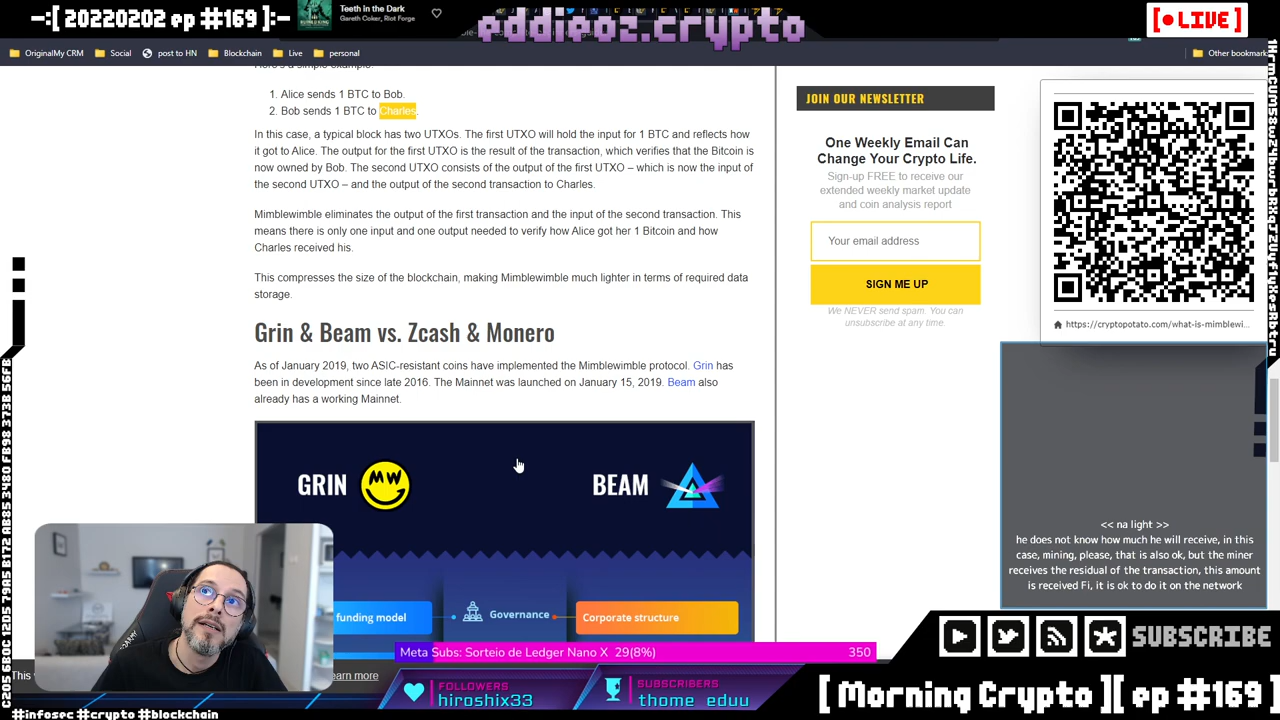 -:[ 20220202 ep #169 ]:-
Teeth in the Dark
Gareth Coker, Riot Forge
eddieoz.crypto
[ LIVE ]
OriginalMy CRM
Social
post to HN
Blockchain
Live
personal
Other bookmark
Here's a simple example:
1. Alice sends 1 BTC to Bob.
2. Bob sends 1 BTC to Charles.
In this case, a typical block has two UTXOs. The first UTXO will hold the input for 1 BTC and reflects how
it got to Alice. The output for the first UTXO is the result of the transaction, which verifies that the Bitcoin is
now owned by Bob. The second UTXO consists of the output of the first UTXO – which is now the input of
the second UTXO – and the output of the second transaction to Charles.
Mimblewimble eliminates the output of the first transaction and the input of the second transaction. This
means there is only one input and one output needed to verify how Alice got her 1 Bitcoin and how
Charles received his.
This compresses the size of the blockchain, making Mimblewimble much lighter in terms of required data
storage.
Grin & Beam vs. Zcash & Monero
As of January 2019, two ASIC-resistant coins have implemented the Mimblewimble protocol. Grin has
been in development since late 2016. The Mainnet was launched on January 15, 2019. Beam also
already has a working Mainnet.
GRIN
MW
BEAM
funding model
Governance
Corporate structure
This
earn more
JOIN OUR NEWSLETTER
One Weekly Email Can
Change Your Crypto Life.
Sign-up FREE to receive our
extended weekly market update
and coin analysis report
Your email address
SIGN ME UP
We NEVER send spam. You can
unsubscribe at any time.
https://cryptopotato.com/what-is-mimblewi...
<< na light >>
he does not know how much he will receive, in this
case, mining, please, that is also ok, but the miner
receives the residual of the transaction, this amount
is received Fi, it is ok to do it on the network
Meta Subs: Sorteio de Ledger Nano X 29(8%)
350
FOLLOWERS
hiroshix33
SUBSCRIBERS
thome_eduu
SUBSCRIBE
[ Morning Crypto ][ ep #169 ]
#infosec #crypto #blockchain